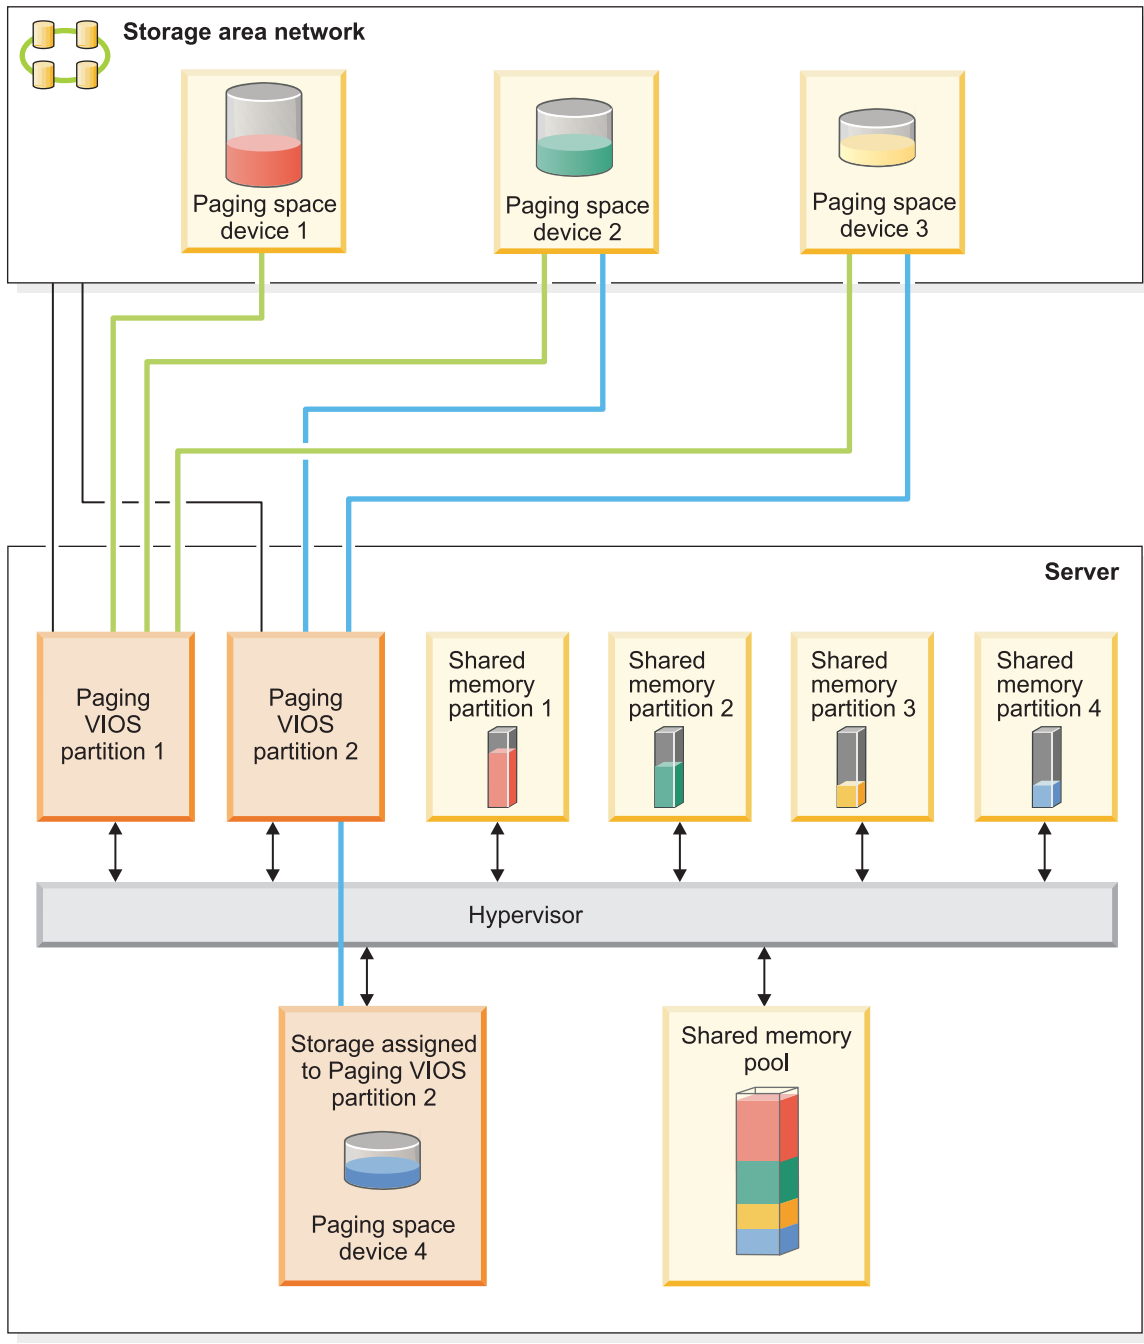 Storage area network
Paging space
device 1
Paging space
device 2
Paging space
device 3
Server
Paging
VIOS
partition 1
Paging
VIOS
partition 2
Shared
memory
partition 1
Shared
memory
partition 2
Shared
memory
partition 3
Shared
memory
partition 4
Hypervisor
Storage assigned
to Paging VIOS
partition 2
Paging space
device 4
Shared memory
pool